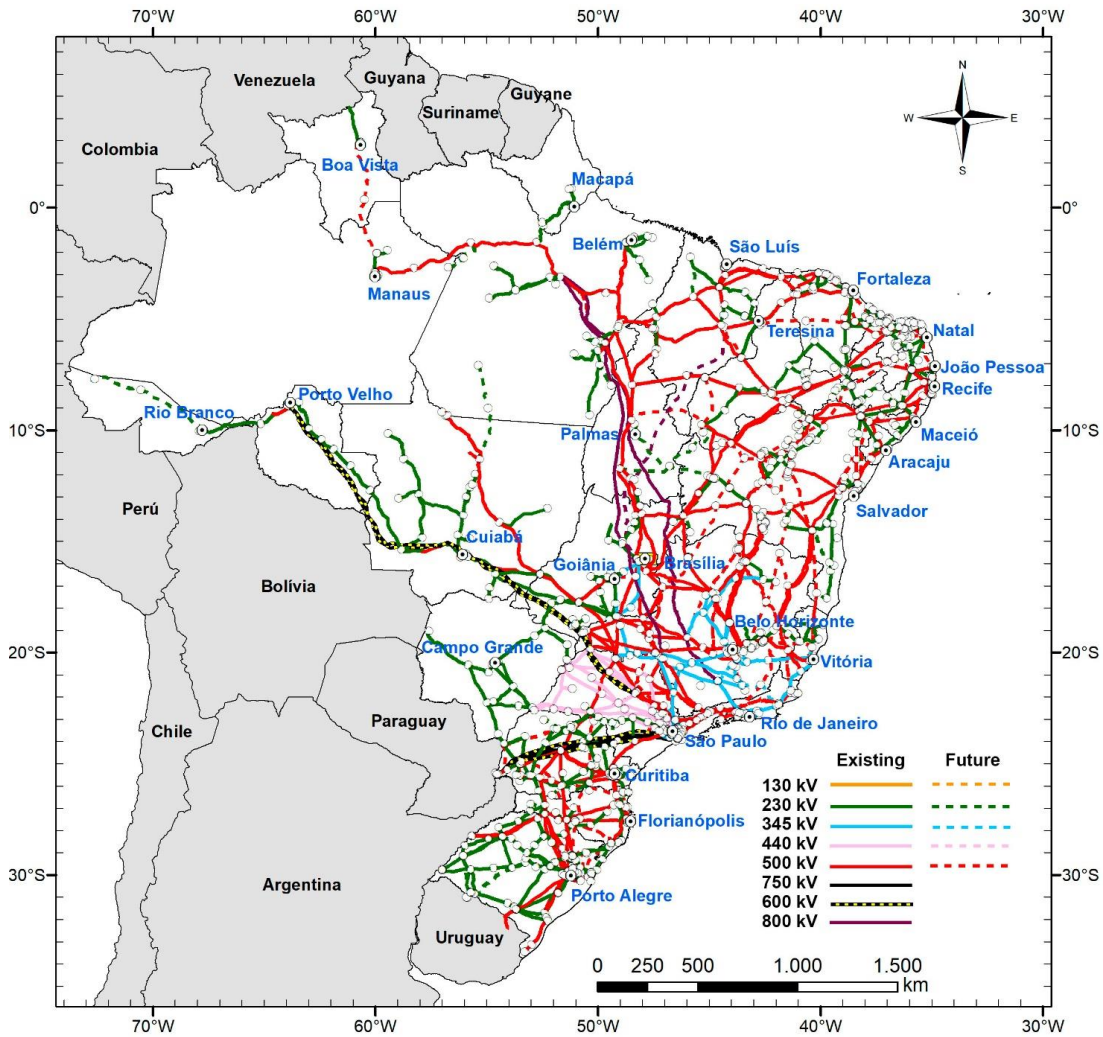 70°W 60°W 50°W 40°W 30°W
N
W E
S
Venezuela
Guyana
Suriname
Guyane
Colombia
Boa Vista
Macapá
0° 0°
Belém
São Luís
Manaus
Fortaleza
Teresina
Natal
João Pessoa
Recife
Rio Branco
Porto Velho
Palmas
Maceió
10°S 10°S
Aracaju
Salvador
Perú
Cuiabá
Goiânia
Brasília
Bolívia
Belo Horizonte
Campo Grande
Vitória
20°S 20°S
Paraguay
Chile
Rio de Janeiro
São Paulo
Curitiba
Florianópolis
Existing Future
130 kV
230 kV
345 kV
440 kV
500 kV
750 kV
600 kV
800 kV
Argentina
30°S 30°S
Porto Alegre
Uruguay
0 250 500 1.000 1.500
km
70°W 60°W 50°W 40°W 30°W